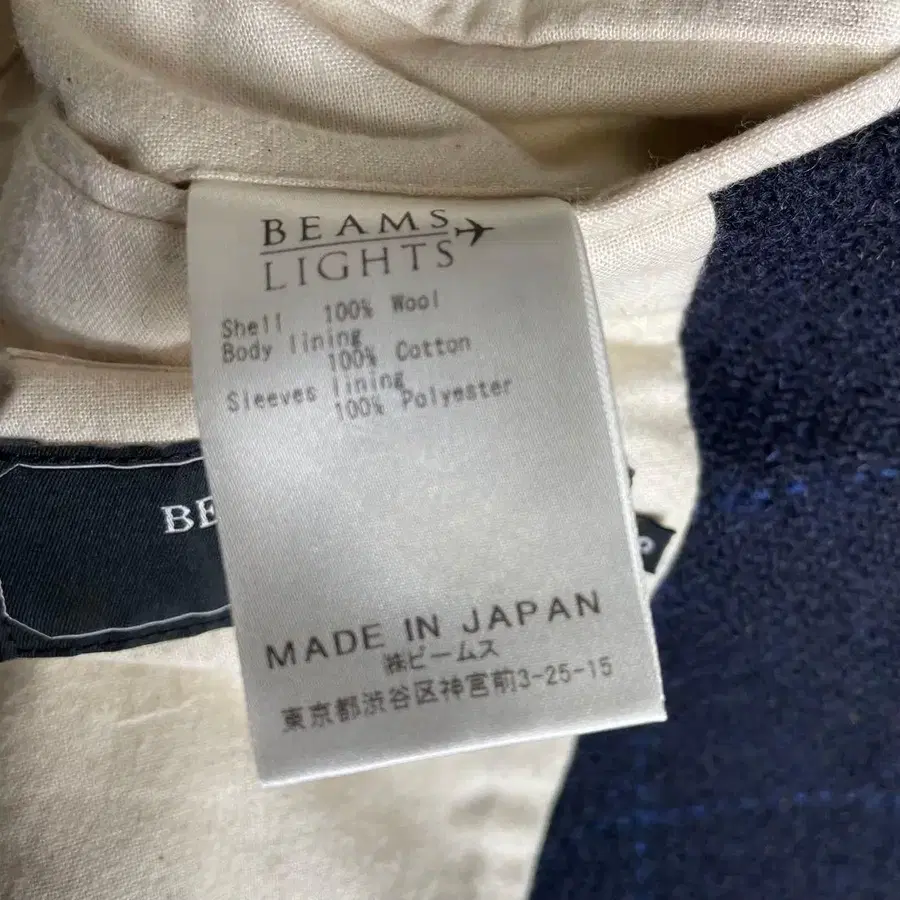 BEAMS
LIGHTS
Shell 100% Wool
Body lining
100% Cotton
Sleeves lining
100% Polyester
MADE IN JAPAN
㈱ビームス
東京都渋谷区神宮前3-25-15
BE